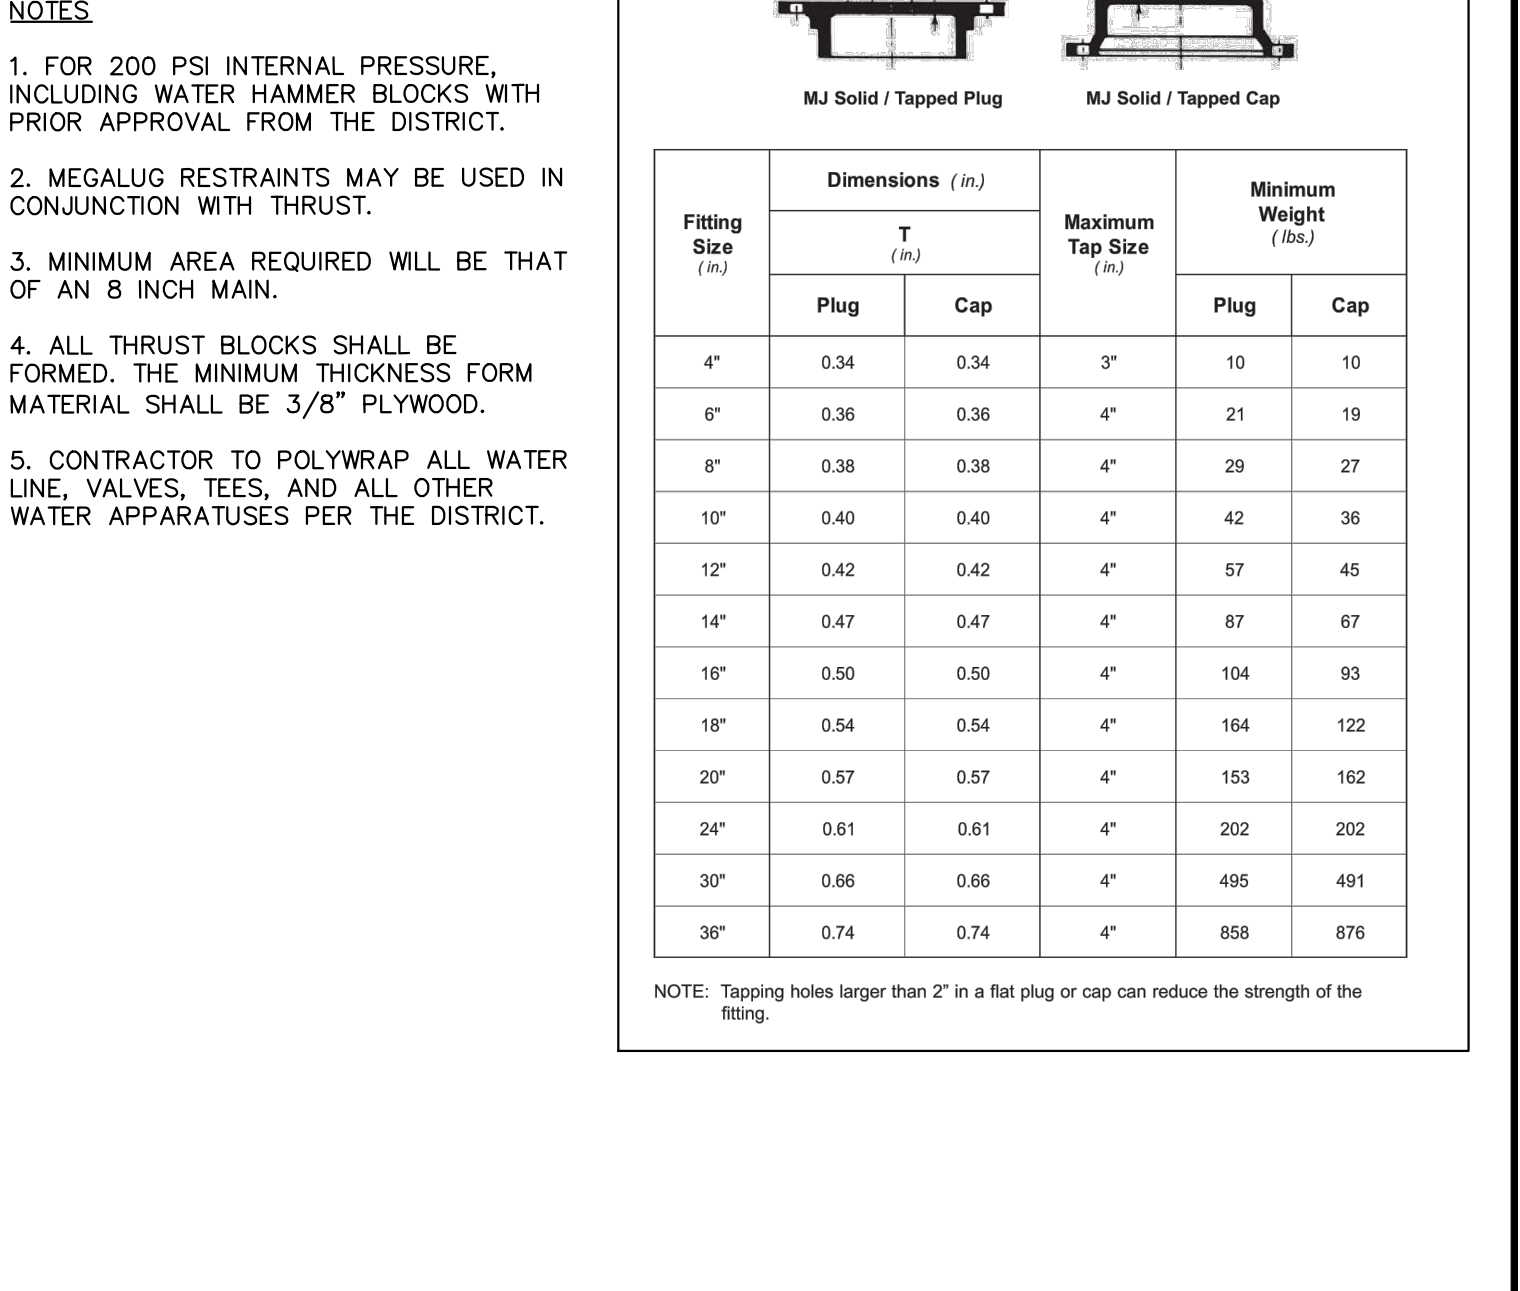 NOTES
1. FOR 200 PSI INTERNAL PRESSURE,
INCLUDING WATER HAMMER BLOCKS WITH
PRIOR APPROVAL FROM THE DISTRICT.
2. MEGALUG RESTRAINTS MAY BE USED IN
CONJUNCTION WITH THRUST.
3. MINIMUM AREA REQUIRED WILL BE THAT
OF AN 8 INCH MAIN.
4. ALL THRUST BLOCKS SHALL BE
FORMED. THE MINIMUM THICKNESS FORM
MATERIAL SHALL BE 3/8” PLYWOOD.
5. CONTRACTOR TO POLYWRAP ALL WATER
LINE, VALVES, TEES, AND ALL OTHER
WATER APPARATUSES PER THE DISTRICT.
MJ Solid / Tapped Plug MJ Solid / Tapped Cap
Fitting
Size
(in.)
Dimensions (in.)
T
(in.)
Plug Cap
Maximum
Tap Size
(in.)
Minimum
Weight
(lbs.)
Plug Cap
4" 0.34 0.34 3" 10 10
6" 0.36 0.36 4" 21 19
8" 0.38 0.38 4" 29 27
10" 0.40 0.40 4" 42 36
12" 0.42 0.42 4" 57 45
14" 0.47 0.47 4" 87 67
16" 0.50 0.50 4" 104 93
18" 0.54 0.54 4" 164 122
20" 0.57 0.57 4" 153 162
24" 0.61 0.61 4" 202 202
30" 0.66 0.66 4" 495 491
36" 0.74 0.74 4" 858 876
NOTE: Tapping holes larger than 2” in a flat plug or cap can reduce the strength of the
fitting.